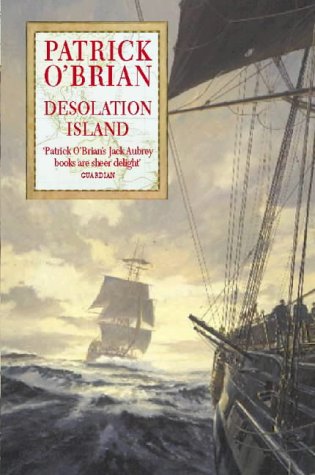 PATRICK
O'BRIAN
DESOLATION
ISLAND
'Patrick O'Brian's Jack Aubrey
books are sheer delight'
GUARDIAN